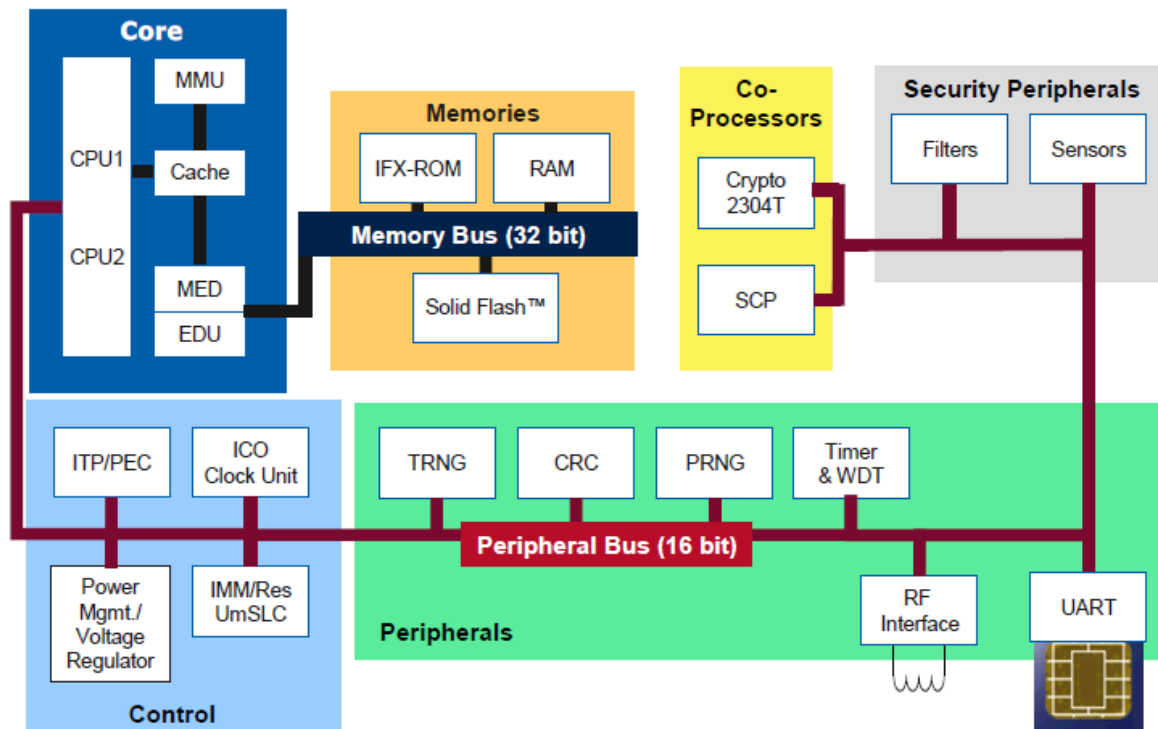 Core
CPU1
CPU2
MMU
Cache
MED
EDU
Memories
IFX-ROM
RAM
Memory Bus (32 bit)
Solid Flash™
Co-
Processors
Crypto
2304T
SCP
Security Peripherals
Filters
Sensors
ITP/PEC
ICO
Clock Unit
Power
Mgmt./
Voltage
Regulator
IMM/Res
UmSLC
Control
TRNG
CRC
PRNG
Timer
& WDT
Peripheral Bus (16 bit)
Peripherals
RF
Interface
UART